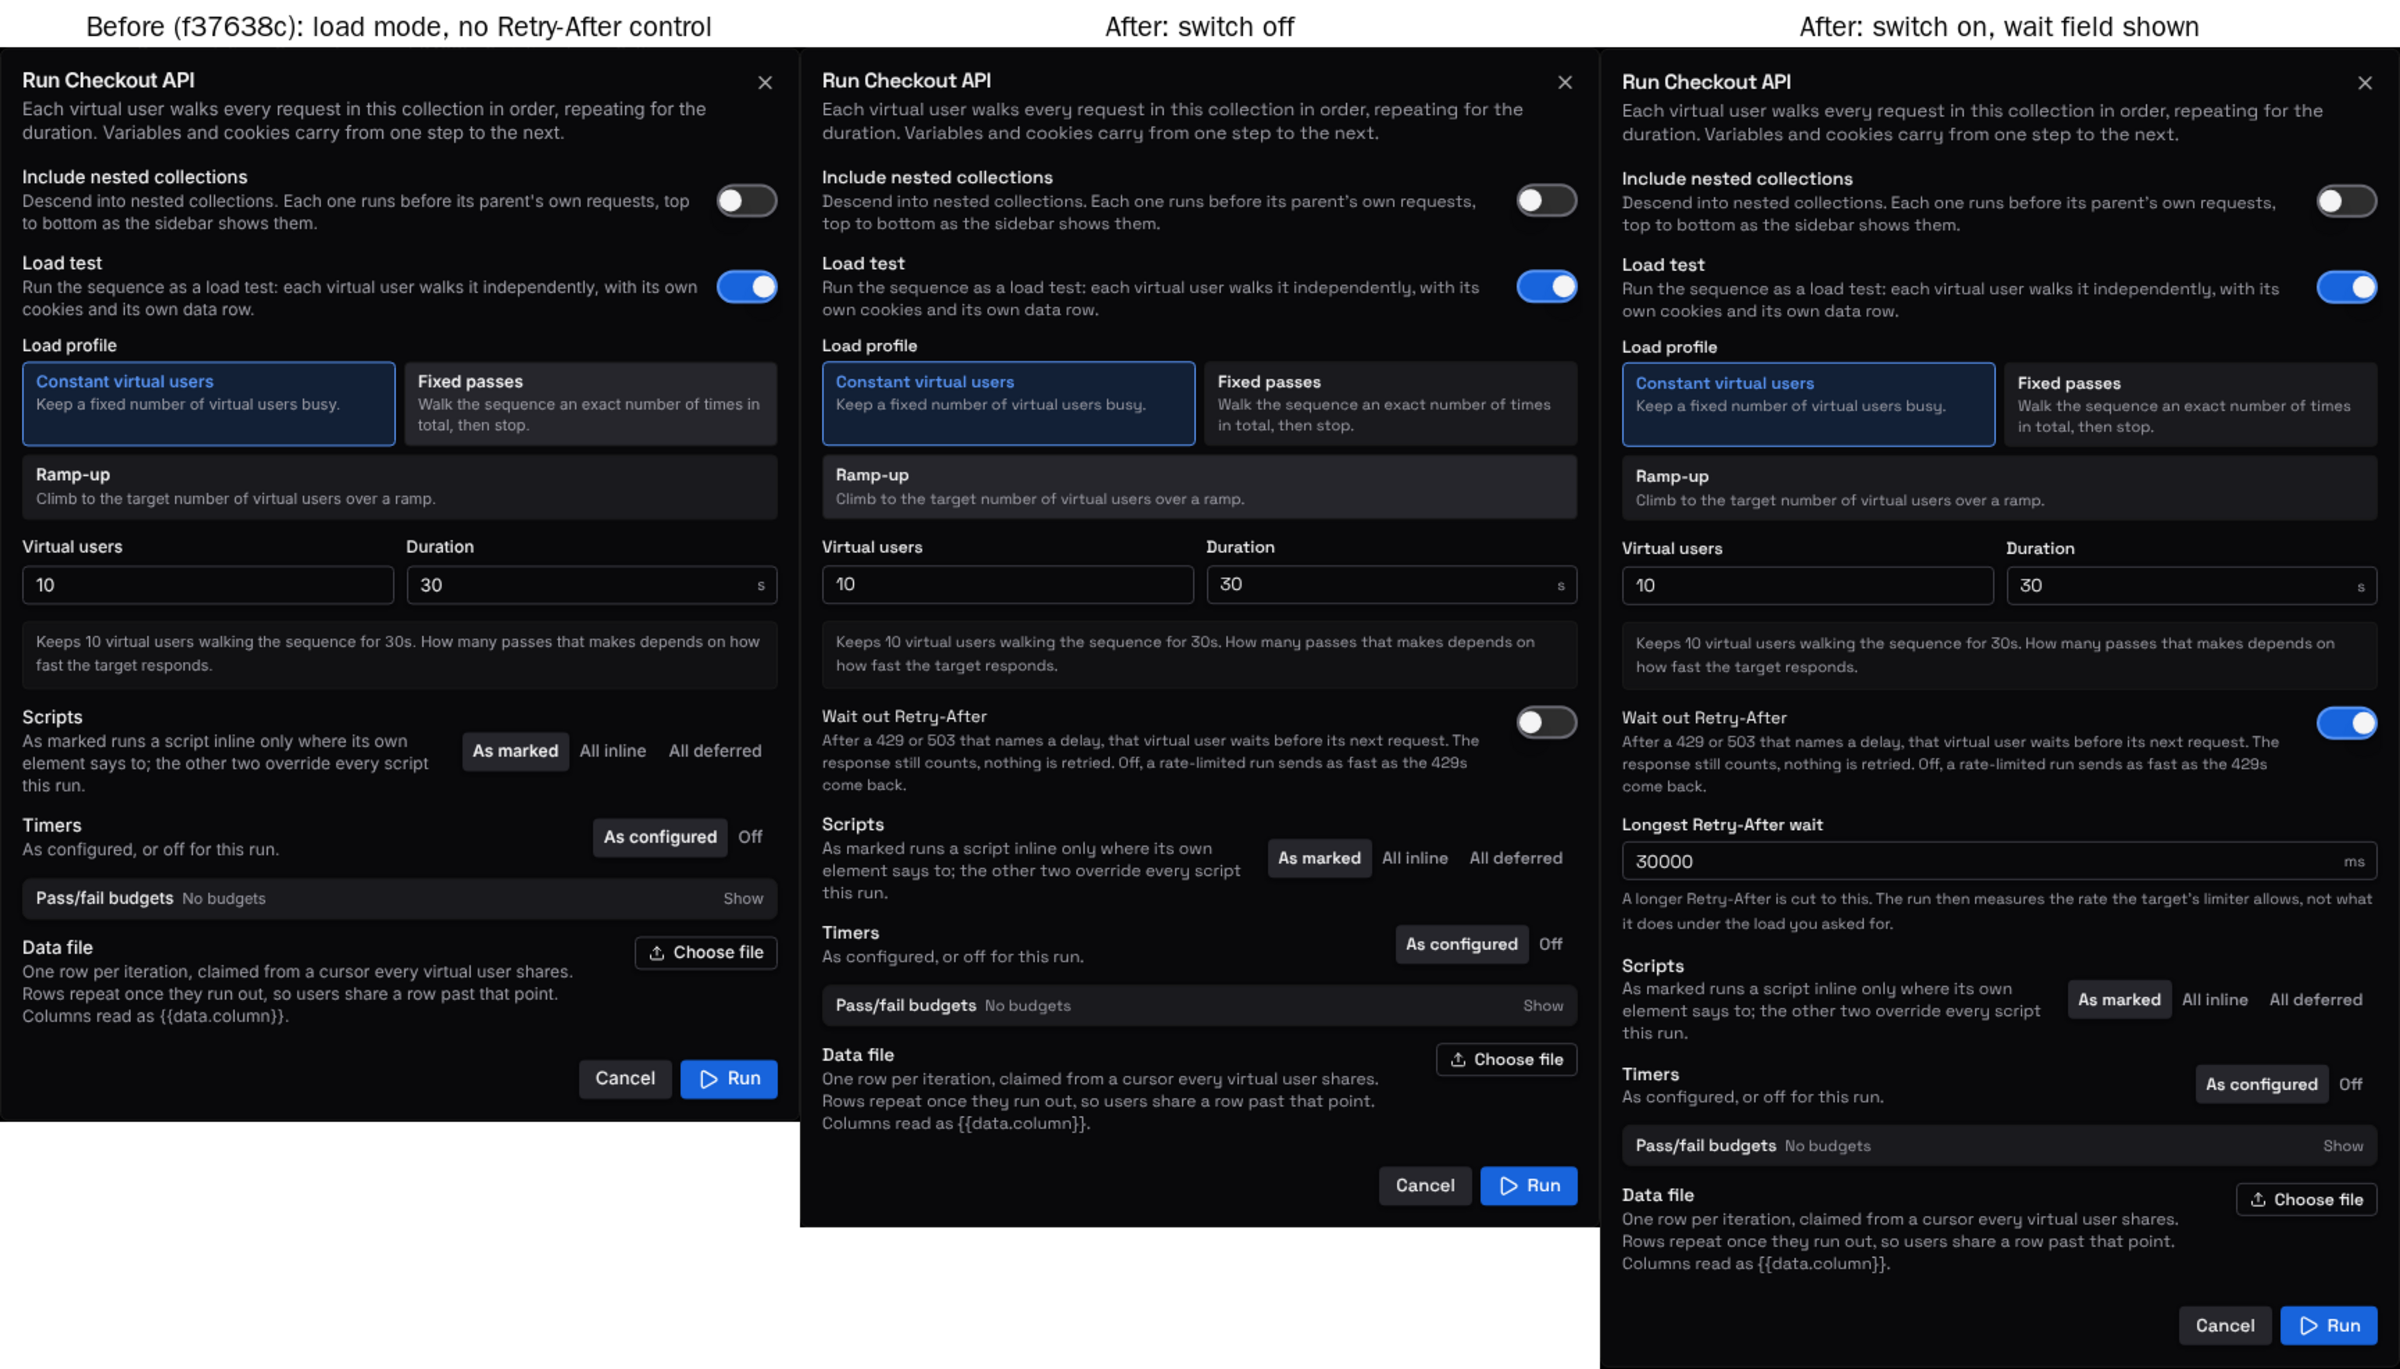 Before (f37638c): load mode, no Retry-After control
Run Checkout API
Each virtual user walks every request in this collection in order, repeating for the
duration. Variables and cookies carry from one step to the next.
Include nested collections
Descend into nested collections. Each one runs before its parent's own requests, top
to bottom as the sidebar shows them.
Load test
Run the sequence as a load test: each virtual user walks it independently, with its own
cookies and its own data row.
Load profile
Constant virtual users
Keep a fixed number of virtual users busy.
Fixed passes
Walk the sequence an exact number of times in
total, then stop.
Ramp-up
Climb to the target number of virtual users over a ramp.
Virtual users
10
Duration
30 s
Keeps 10 virtual users walking the sequence for 30s. How many passes that makes depends on how
fast the target responds.
Scripts
As marked runs a script inline only where its own
element says to; the other two override every script
this run.
As marked All inline All deferred
Timers
As configured, or off for this run.
As configured Off
Pass/fail budgets No budgets Show
Data file
One row per iteration, claimed from a cursor every virtual user shares.
Rows repeat once they run out, so users share a row past that point.
Columns read as {{data.column}}.
Choose file
Cancel Run
After: switch off
Run Checkout API
Each virtual user walks every request in this collection in order, repeating for the
duration. Variables and cookies carry from one step to the next.
Include nested collections
Descend into nested collections. Each one runs before its parent's own requests,
top to bottom as the sidebar shows them.
Load test
Run the sequence as a load test: each virtual user walks it independently, with its
own cookies and its own data row.
Load profile
Constant virtual users
Keep a fixed number of virtual users busy.
Fixed passes
Walk the sequence an exact number of times
in total, then stop.
Ramp-up
Climb to the target number of virtual users over a ramp.
Virtual users
10
Duration
30 s
Keeps 10 virtual users walking the sequence for 30s. How many passes that makes depends on
how fast the target responds.
Wait out Retry-After
After a 429 or 503 that names a delay, that virtual user waits before its next request. The
response still counts, nothing is retried. Off, a rate-limited run sends as fast as the 429s
come back.
Scripts
As marked runs a script inline only where its own
element says to; the other two override every script
this run.
As marked All inline All deferred
Timers
As configured, or off for this run.
As configured Off
Pass/fail budgets No budgets Show
Data file
One row per iteration, claimed from a cursor every virtual user shares.
Rows repeat once they run out, so users share a row past that point.
Columns read as {{data.column}}.
Choose file
Cancel Run
After: switch on, wait field shown
Run Checkout API
Each virtual user walks every request in this collection in order, repeating for the
duration. Variables and cookies carry from one step to the next.
Include nested collections
Descend into nested collections. Each one runs before its parent's own requests,
top to bottom as the sidebar shows them.
Load test
Run the sequence as a load test: each virtual user walks it independently, with its
own cookies and its own data row.
Load profile
Constant virtual users
Keep a fixed number of virtual users busy.
Fixed passes
Walk the sequence an exact number of times
in total, then stop.
Ramp-up
Climb to the target number of virtual users over a ramp.
Virtual users
10
Duration
30 s
Keeps 10 virtual users walking the sequence for 30s. How many passes that makes depends on
how fast the target responds.
Wait out Retry-After
After a 429 or 503 that names a delay, that virtual user waits before its next request. The
response still counts, nothing is retried. Off, a rate-limited run sends as fast as the 429s
come back.
Longest Retry-After wait
30000 ms
A longer Retry-After is cut to this. The run then measures the rate the target's limiter allows, not what
it does under the load you asked for.
Scripts
As marked runs a script inline only where its own
element says to; the other two override every script
this run.
As marked All inline All deferred
Timers
As configured, or off for this run.
As configured Off
Pass/fail budgets No budgets Show
Data file
One row per iteration, claimed from a cursor every virtual user shares.
Rows repeat once they run out, so users share a row past that point.
Columns read as {{data.column}}.
Choose file
Cancel Run